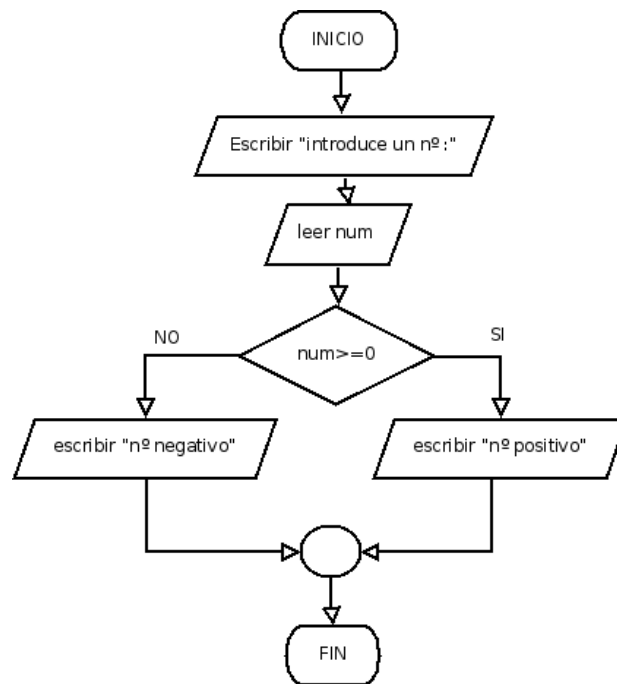 INICIO
Escribir "introduce un nº:"
leer num
num>=0
NO
SI
escribir "nº negativo"
escribir "nº positivo"
FIN